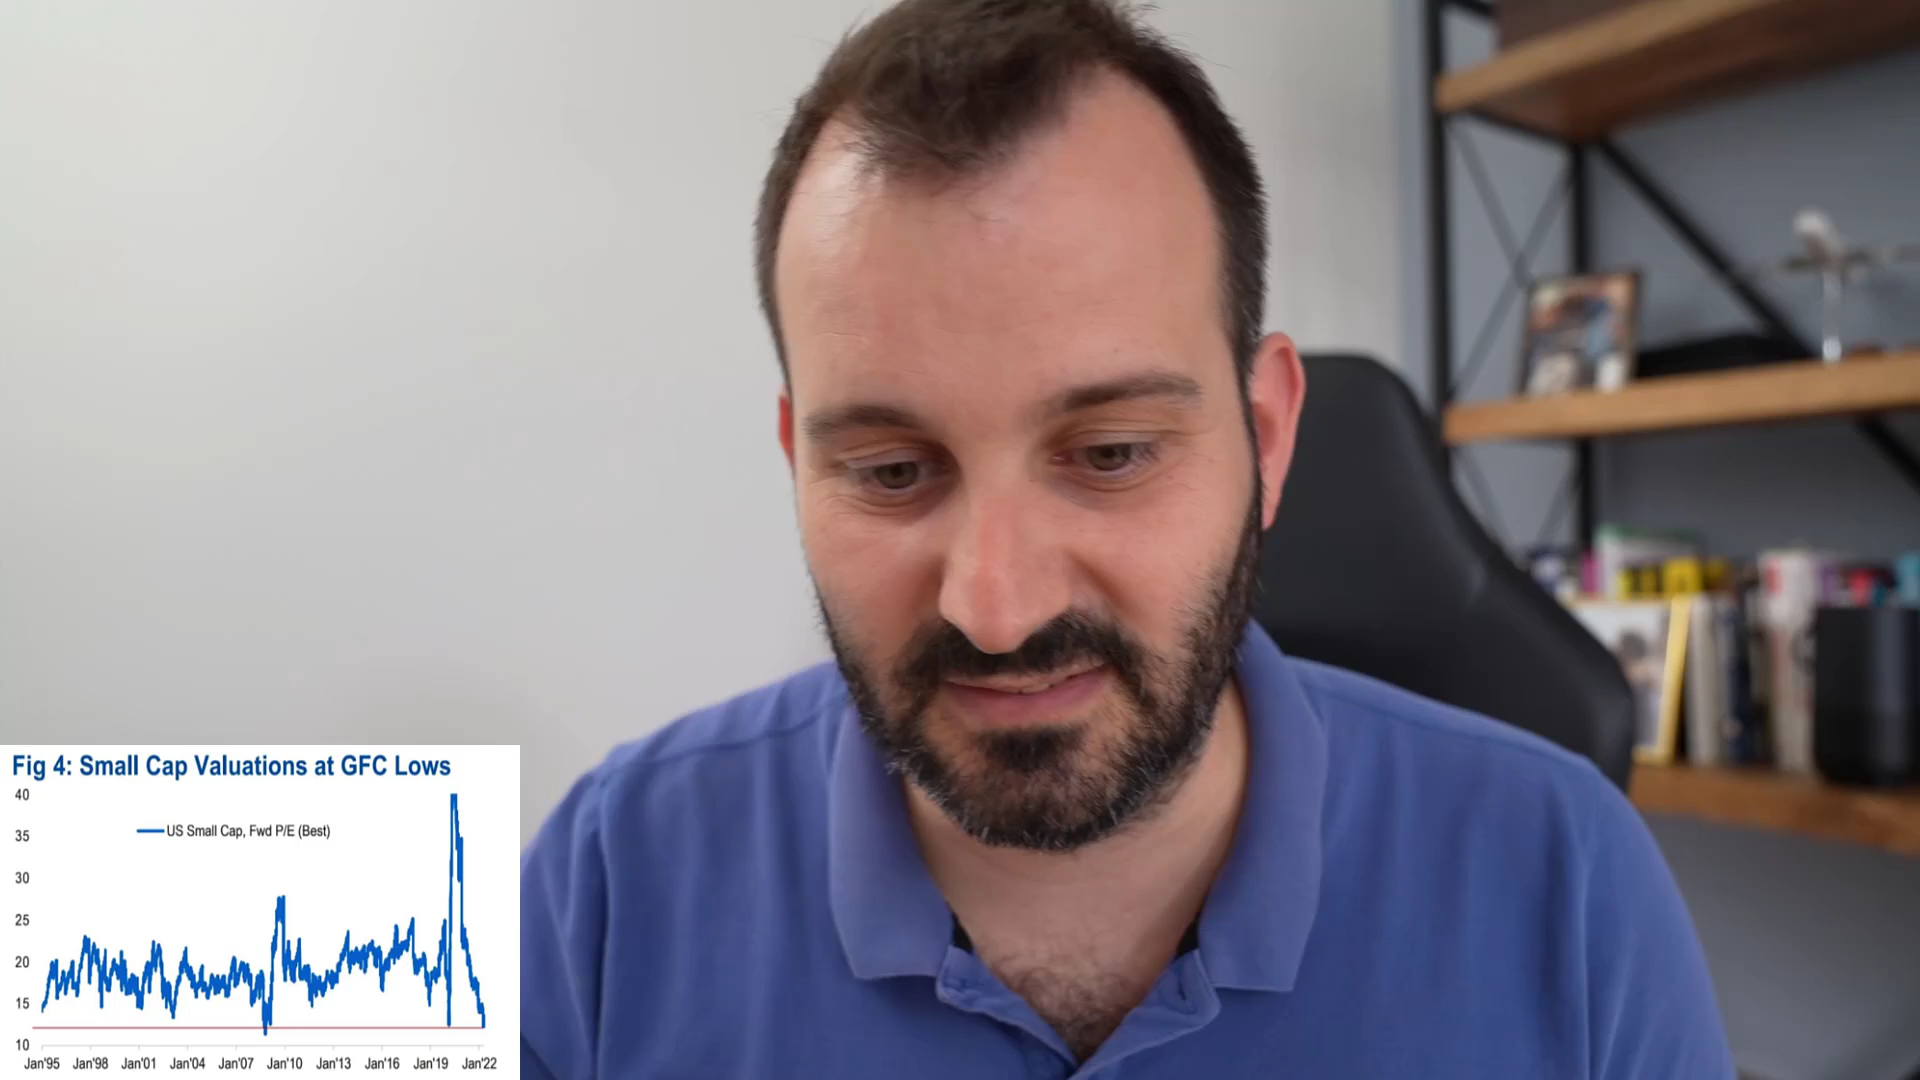 Fig 4: Small Cap Valuations at GFC Lows
40
US Small Cap, Fwd P/E (Best)
35
30
25
20
15
10
Jan'95 Jan'98 Jan'01 Jan'04 Jan'07 Jan'10 Jan'13 Jan'16 Jan'19 Jan'22